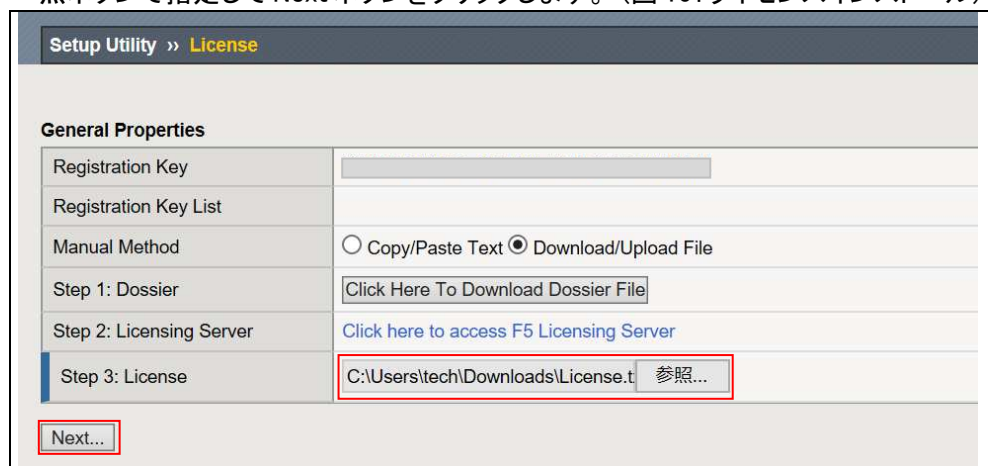 Setup Utility ›› License
General Properties
Registration Key
Registration Key List
Manual Method Copy/Paste Text Download/Upload File
Step 1: Dossier Click Here To Download Dossier File
Step 2: Licensing Server Click here to access F5 Licensing Server
Step 3: License C:\Users\tech\Downloads\License.t 参照...
Next...